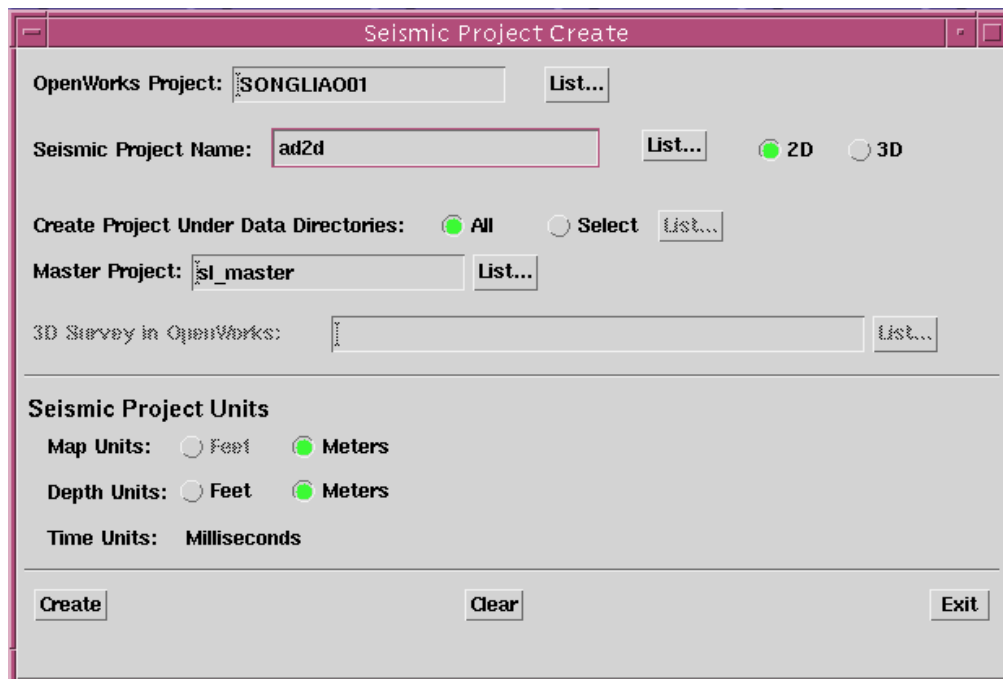 Seismic Project Create
OpenWorks Project: SONGLIAO01 List...
Seismic Project Name: ad2d List... 2D 3D
Create Project Under Data Directories: All Select List...
Master Project: sl_master List...
3D Survey in OpenWorks: List...
Seismic Project Units
Map Units: Feet Meters
Depth Units: Feet Meters
Time Units: Milliseconds
Create Clear Exit